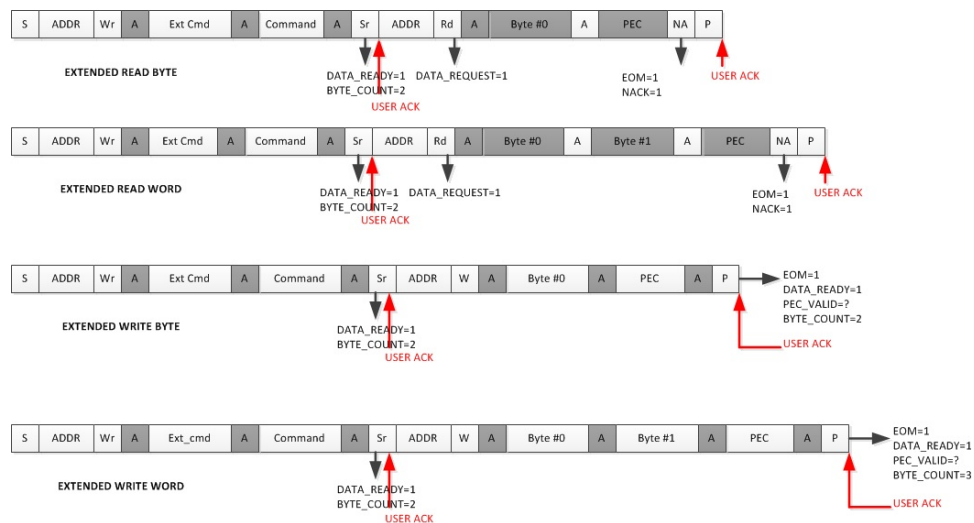 S ADDR Wr A Ext Cmd A Command A Sr ADDR Rd A Byte #0 A PEC NA P
EXTENDED READ BYTE
DATA_READY=1
BYTE_COUNT=2
USER ACK
DATA_REQUEST=1
EOM=1
NACK=1
USER ACK
S ADDR Wr A Ext Cmd A Command A Sr ADDR Rd A Byte #0 A Byte #1 A PEC NA P
EXTENDED READ WORD
DATA_READY=1
BYTE_COUNT=2
USER ACK
DATA_REQUEST=1
EOM=1
NACK=1
USER ACK
S ADDR Wr A Ext Cmd A Command A Sr ADDR W A Byte #0 A PEC A P
EXTENDED WRITE BYTE
DATA_READY=1
BYTE_COUNT=2
USER ACK
EOM=1
DATA_READY=1
PEC_VALID=?
BYTE_COUNT=2
USER ACK
S ADDR Wr A Ext_cmd A Command A Sr ADDR W A Byte #0 A Byte #1 A PEC A P
EXTENDED WRITE WORD
DATA_READY=1
BYTE_COUNT=2
USER ACK
EOM=1
DATA_READY=1
PEC_VALID=?
BYTE_COUNT=3
USER ACK